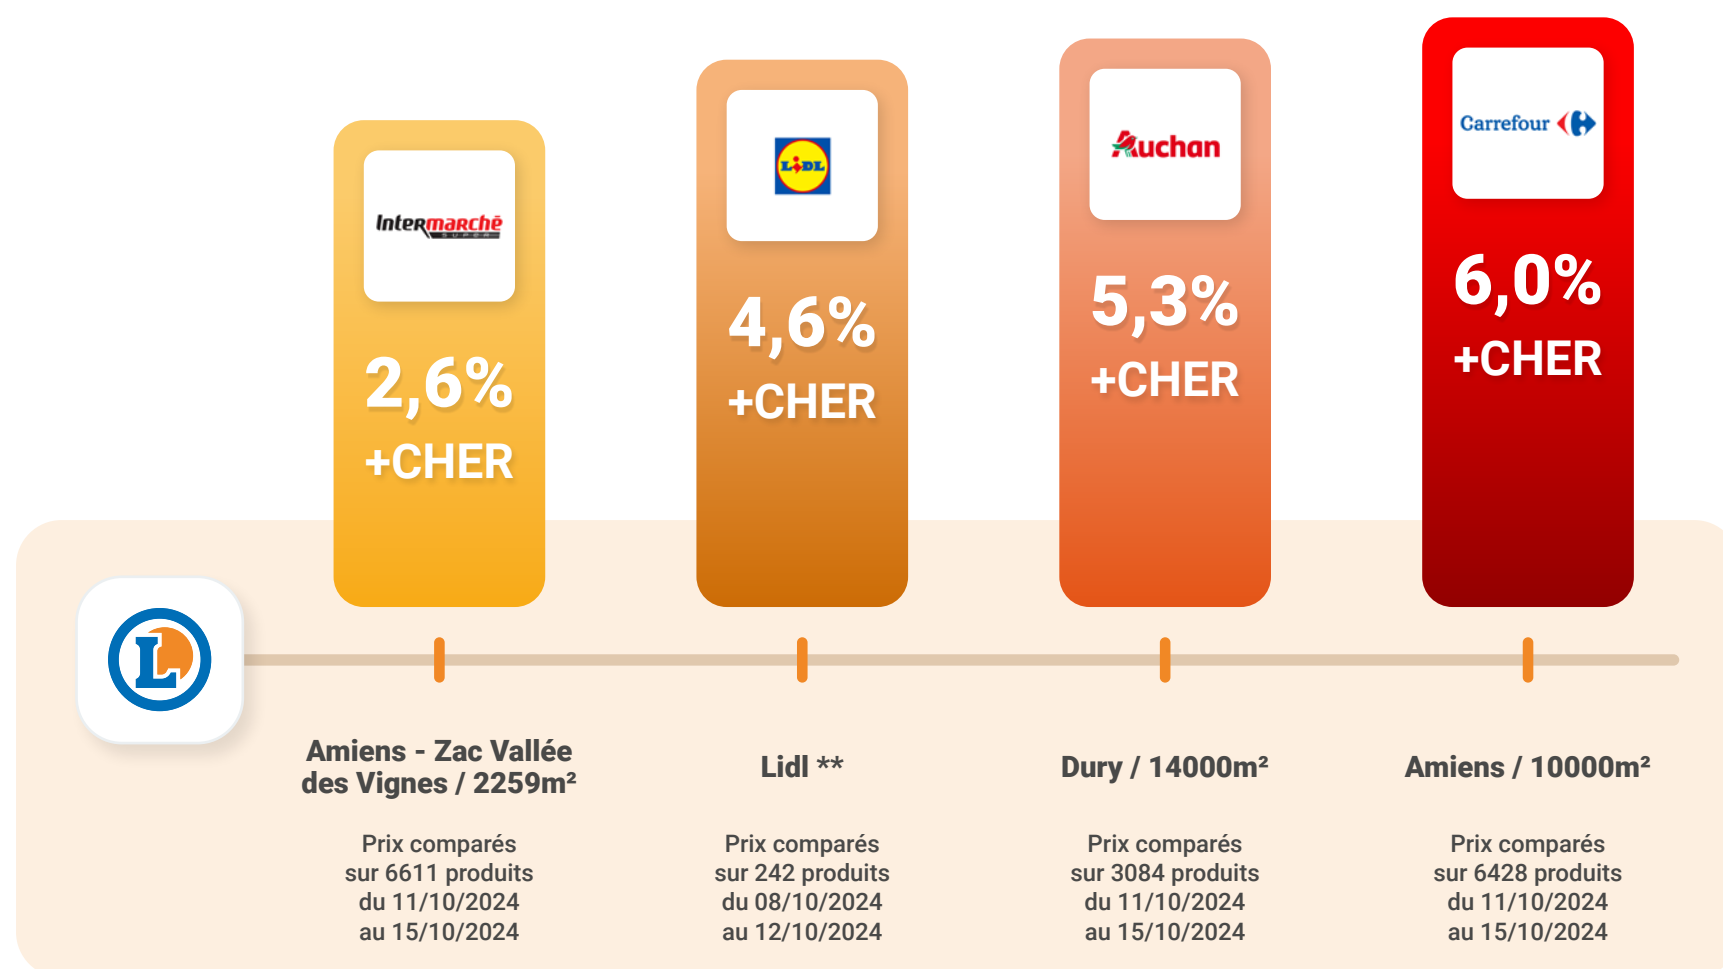 Intermarchē
SUPER
2,6%
+CHER
LiDL
4,6%
+CHER
Auchan
5,3%
+CHER
Carrefour
6,0%
+CHER
L
Amiens - Zac Vallée
des Vignes / 2259m²
Prix comparés
sur 6611 produits
du 11/10/2024
au 15/10/2024
Lidl **
Prix comparés
sur 242 produits
du 08/10/2024
au 12/10/2024
Dury / 14000m²
Prix comparés
sur 3084 produits
du 11/10/2024
au 15/10/2024
Amiens / 10000m²
Prix comparés
sur 6428 produits
du 11/10/2024
au 15/10/2024